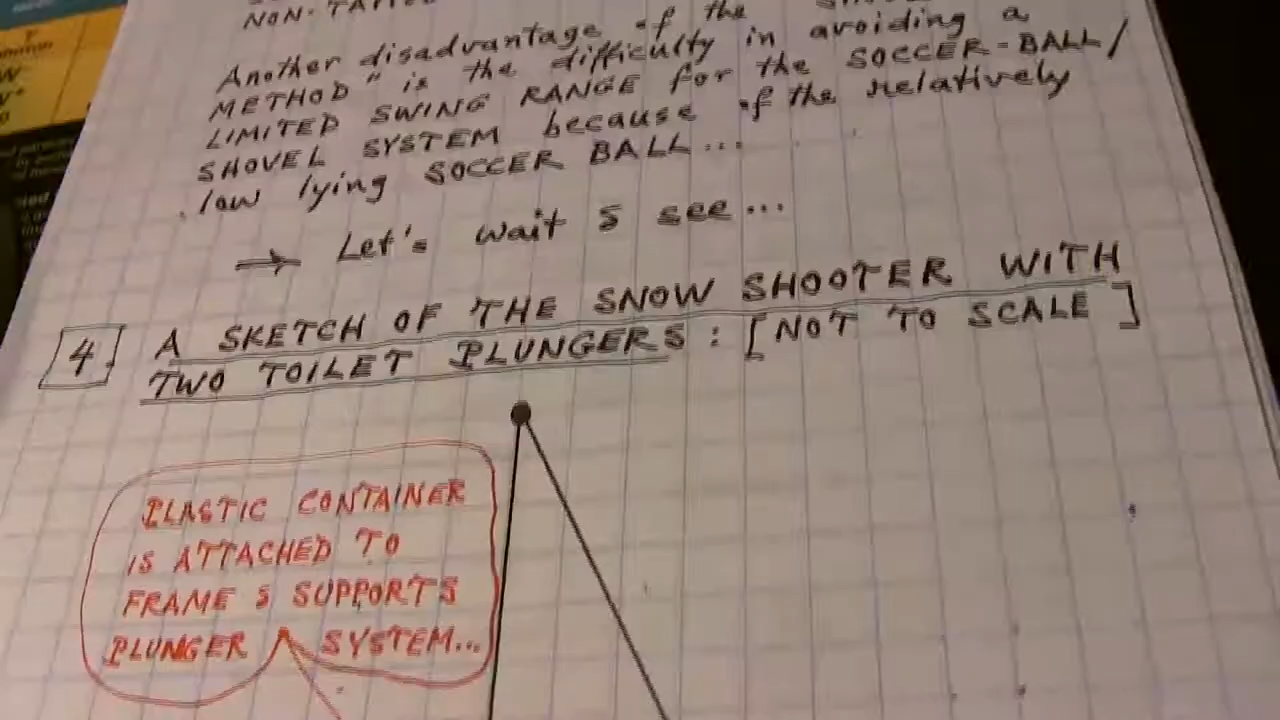 NON-
Another disadvantage of the
METHOD" is the difficulty in avoiding a
LIMITED SWING RANGE for the SOCCER-BALL/
SHOVEL SYSTEM because of the relatively
low lying SOCCER BALL...
→ Let's wait & see...
4. A SKETCH OF THE SNOW SHOOTER WITH
TWO TOILET PLUNGERS: [NOT TO SCALE]
PLASTIC CONTAINER
IS ATTACHED TO
FRAME & SUPPORTS
PLUNGER SYSTEM...